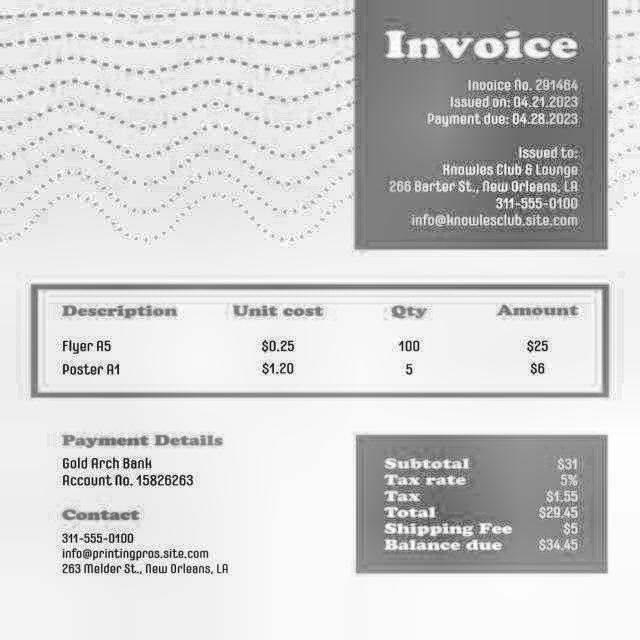 Invoice
Invoice No. 291464
Issued on: 04.21.2023
Payment due: 04.28.2023
Issued to:
Knowles Club & Lounge
266 Barter St., New Orleans, LA
311-555-0100
info@knowlesclub.site.com
Description Unit cost Qty Amount
Flyer A5 $0.25 100 $25
Poster A1 $1.20 5 $6
Payment Details
Gold Arch Bank
Account No. 15826263
Contact
311-555-0100
info@printingpros.site.com
263 Melder St., New Orleans, LA
Subtotal $31
Tax rate 5%
Tax $1.55
Total $29.45
Shipping Fee $5
Balance due $34.45